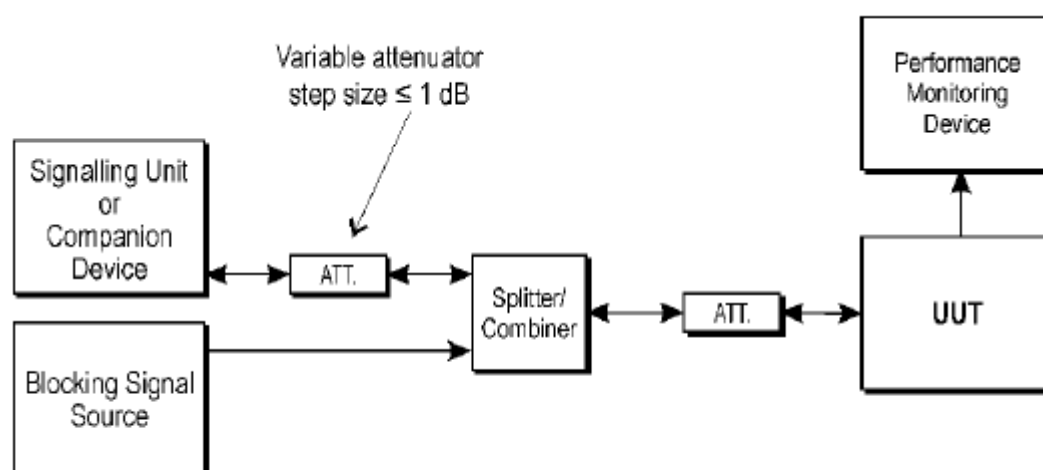 Variable attenuator
step size ≤ 1 dB
Performance
Monitoring
Device
Signalling Unit
or
Companion
Device
ATT.
Splitter/
Combiner
ATT.
UUT
Blocking Signal
Source